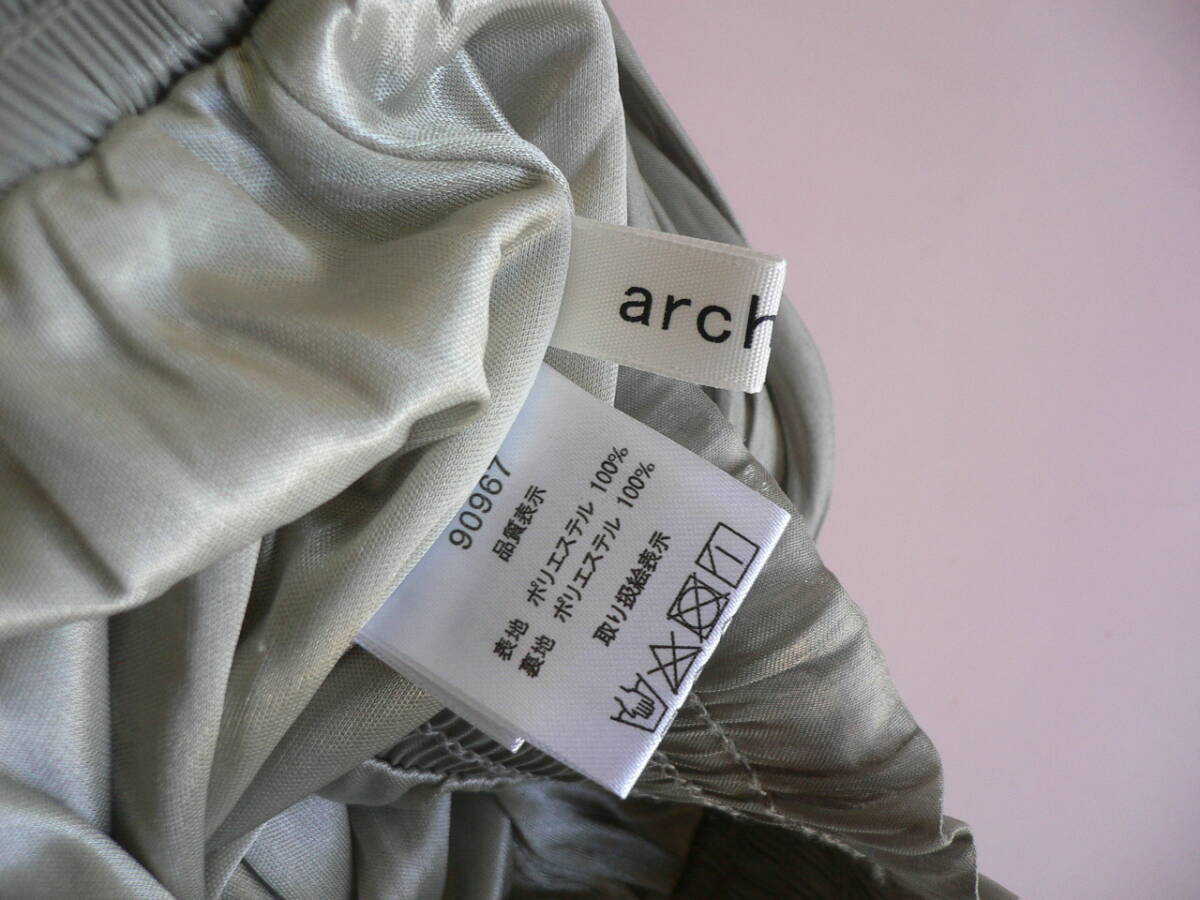 arch
90967
品質表示
表地 ポリエステル 100%
裏地 ポリエステル 100%
取り扱絵表示